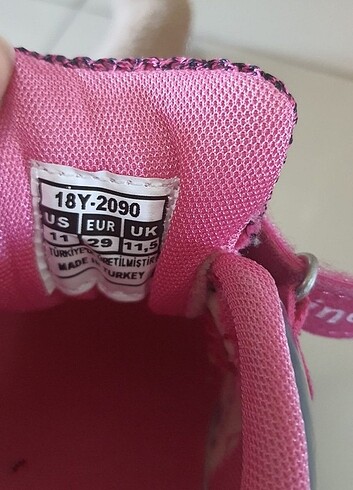 18Y-2090
US EUR UK
11 29 11,5
TÜRKİYE'DE ÜRETİLMİŞTİR
MADE IN TURKEY